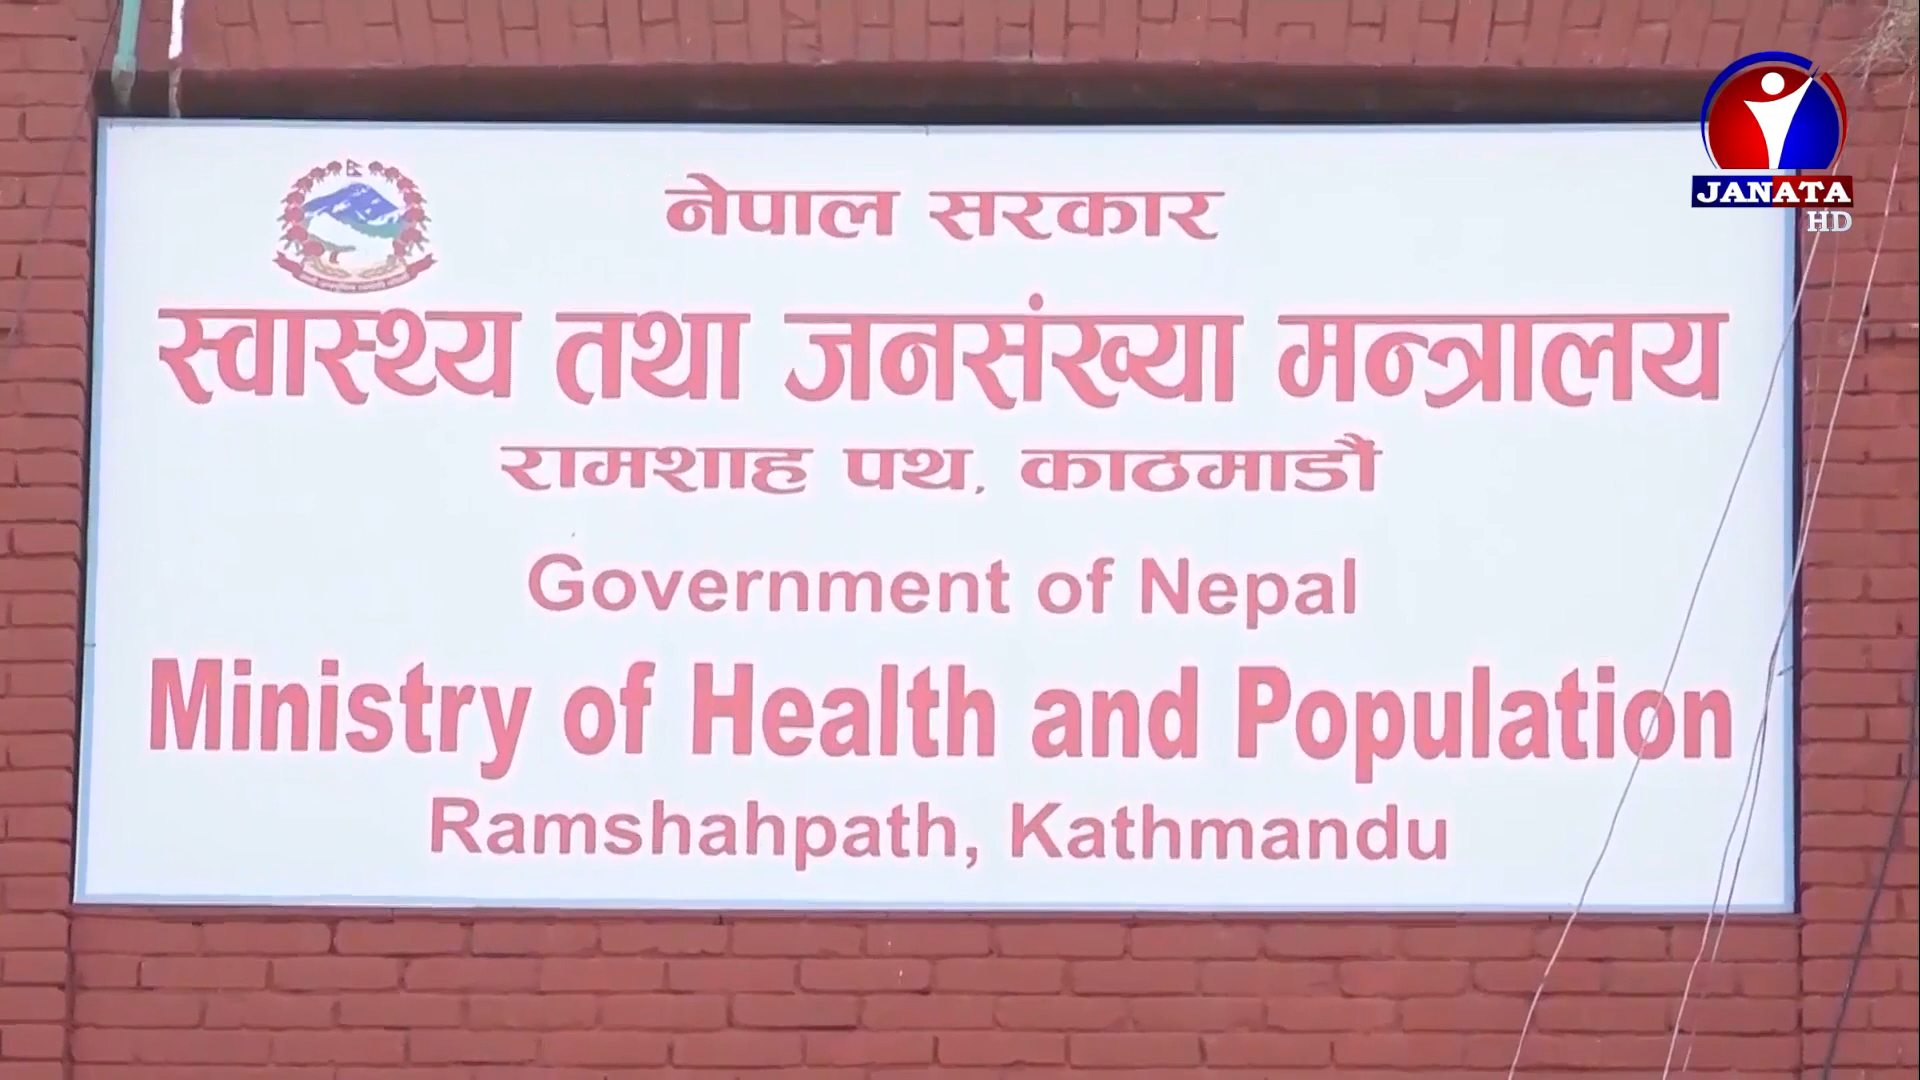 नेपाल सरकार
स्वास्थ्य तथा जनसंख्या मन्त्रालय
रामशाह पथ, काठमाडौं
Government of Nepal
Ministry of Health and Population
Ramshahpath, Kathmandu
JANATA
HD